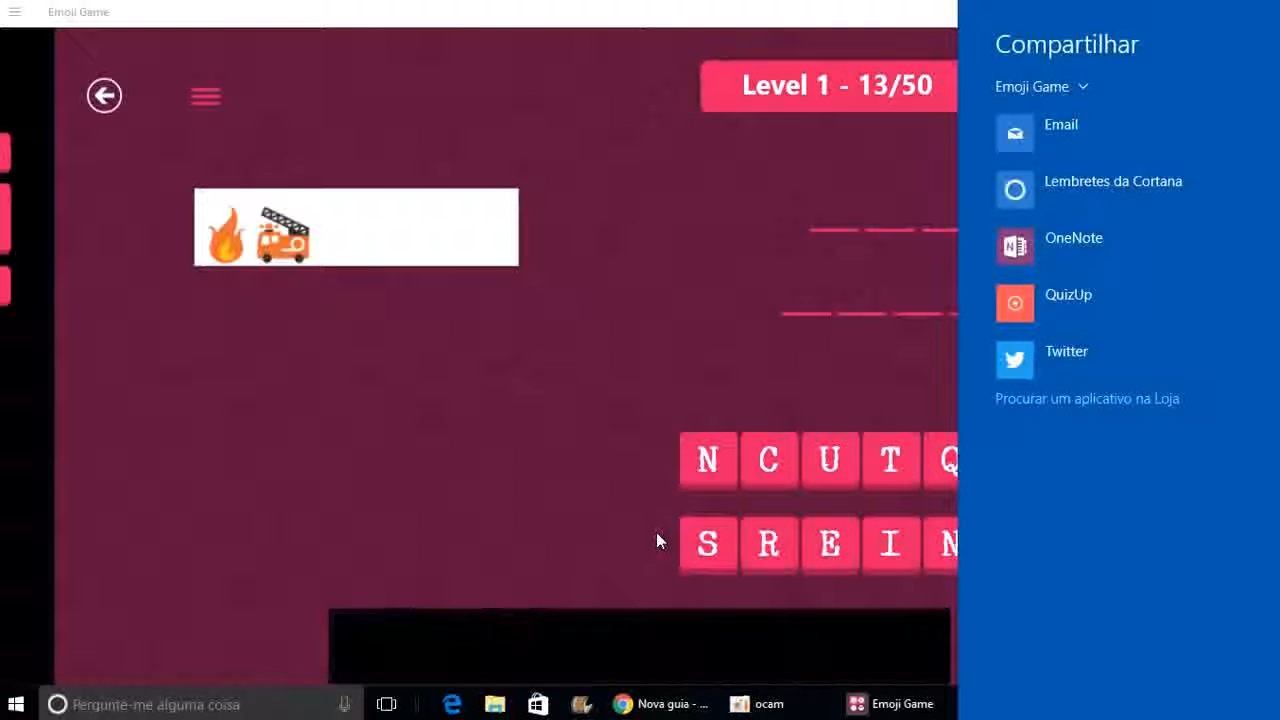 Emoji Game
Level 1 - 13/50
N C U T Q
S R E I N
Compartilhar
Emoji Game
Email
Lembretes da Cortana
OneNote
QuizUp
Twitter
Procurar um aplicativo na Loja
Pergunte-me alguma coisa
Nova guia - ...
ocam
Emoji Game